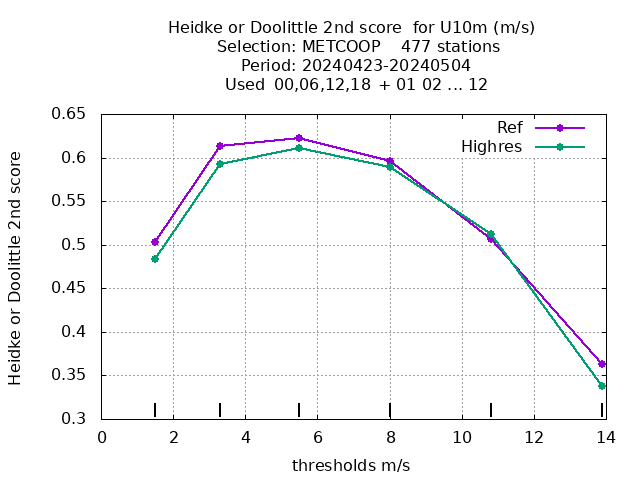 Heidke or Doolittle 2nd score  for U10m (m/s)
Selection: METCOOP    477 stations
Period: 20240423-20240504
Used  00,06,12,18 + 01 02 ... 12
Heidke or Doolittle 2nd score
0.65
0.6
0.55
0.5
0.45
0.4
0.35
0.3
Ref
Highres
0 2 4 6 8 10 12 14
thresholds m/s